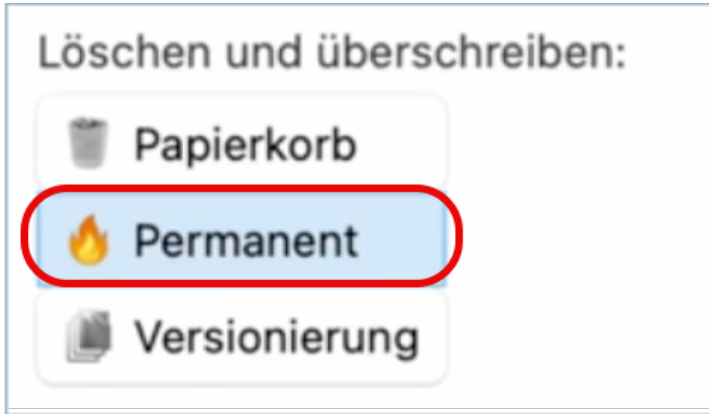 Löschen und überschreiben:
Papierkorb
Permanent
Versionierung